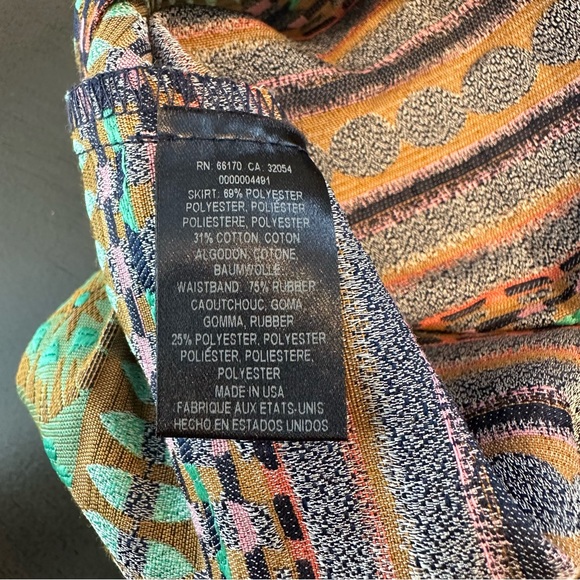 RN: 66170 CA: 32054
0000004491
SKIRT: 69% POLYESTER
POLYESTER, POLIÉSTER
POLIESTERE, POLYESTER
31% COTTON, COTON
ALGODON, COTONE
BAUMWOLLE
WAISTBAND: 75% RUBBER
CAOUTCHOUC, GOMA
GOMMA, RUBBER
25% POLYESTER, POLYESTER
POLIÉSTER, POLIESTERE,
POLYESTER
MADE IN USA
FABRIQUE AUX ETATS-UNIS
HECHO EN ESTADOS UNIDOS